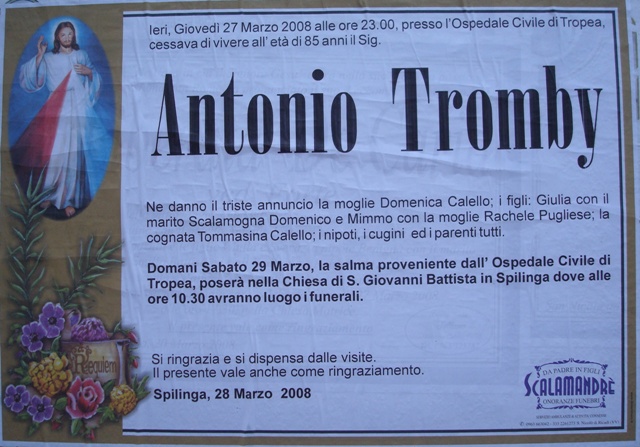 Ieri, Giovedì 27 Marzo 2008 alle ore 23.00, presso l'Ospedale Civile di Tropea,
cessava di vivere all' età di 85 anni il Sig.
Antonio Tromby
Ne danno il triste annuncio la moglie Domenica Calello; i figli: Giulia con il
marito Scalamogna Domenico e Mimmo con la moglie Rachele Pugliese; la
cognata Tommasina Calello; i nipoti, i cugini ed i parenti tutti.
Domani Sabato 29 Marzo, la salma proveniente dall' Ospedale Civile di
Tropea, poserà nella Chiesa di S. Giovanni Battista in Spilinga dove alle
ore 10.30 avranno luogo i funerali.
Requiem
Si ringrazia e si dispensa dalle visite.
Il presente vale anche come ringraziamento.
Spilinga, 28 Marzo 2008
DA PADRE IN FIGLI
SCALAMANDRÈ
ONORANZE FUNEBRI